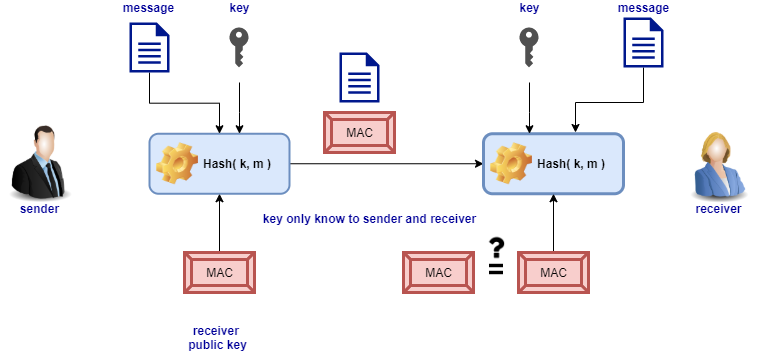 message
key
key
message
MAC
Hash( k, m )
Hash( k, m )
sender
receiver
key only know to sender and receiver
MAC
MAC
?
=
MAC
receiver
public key